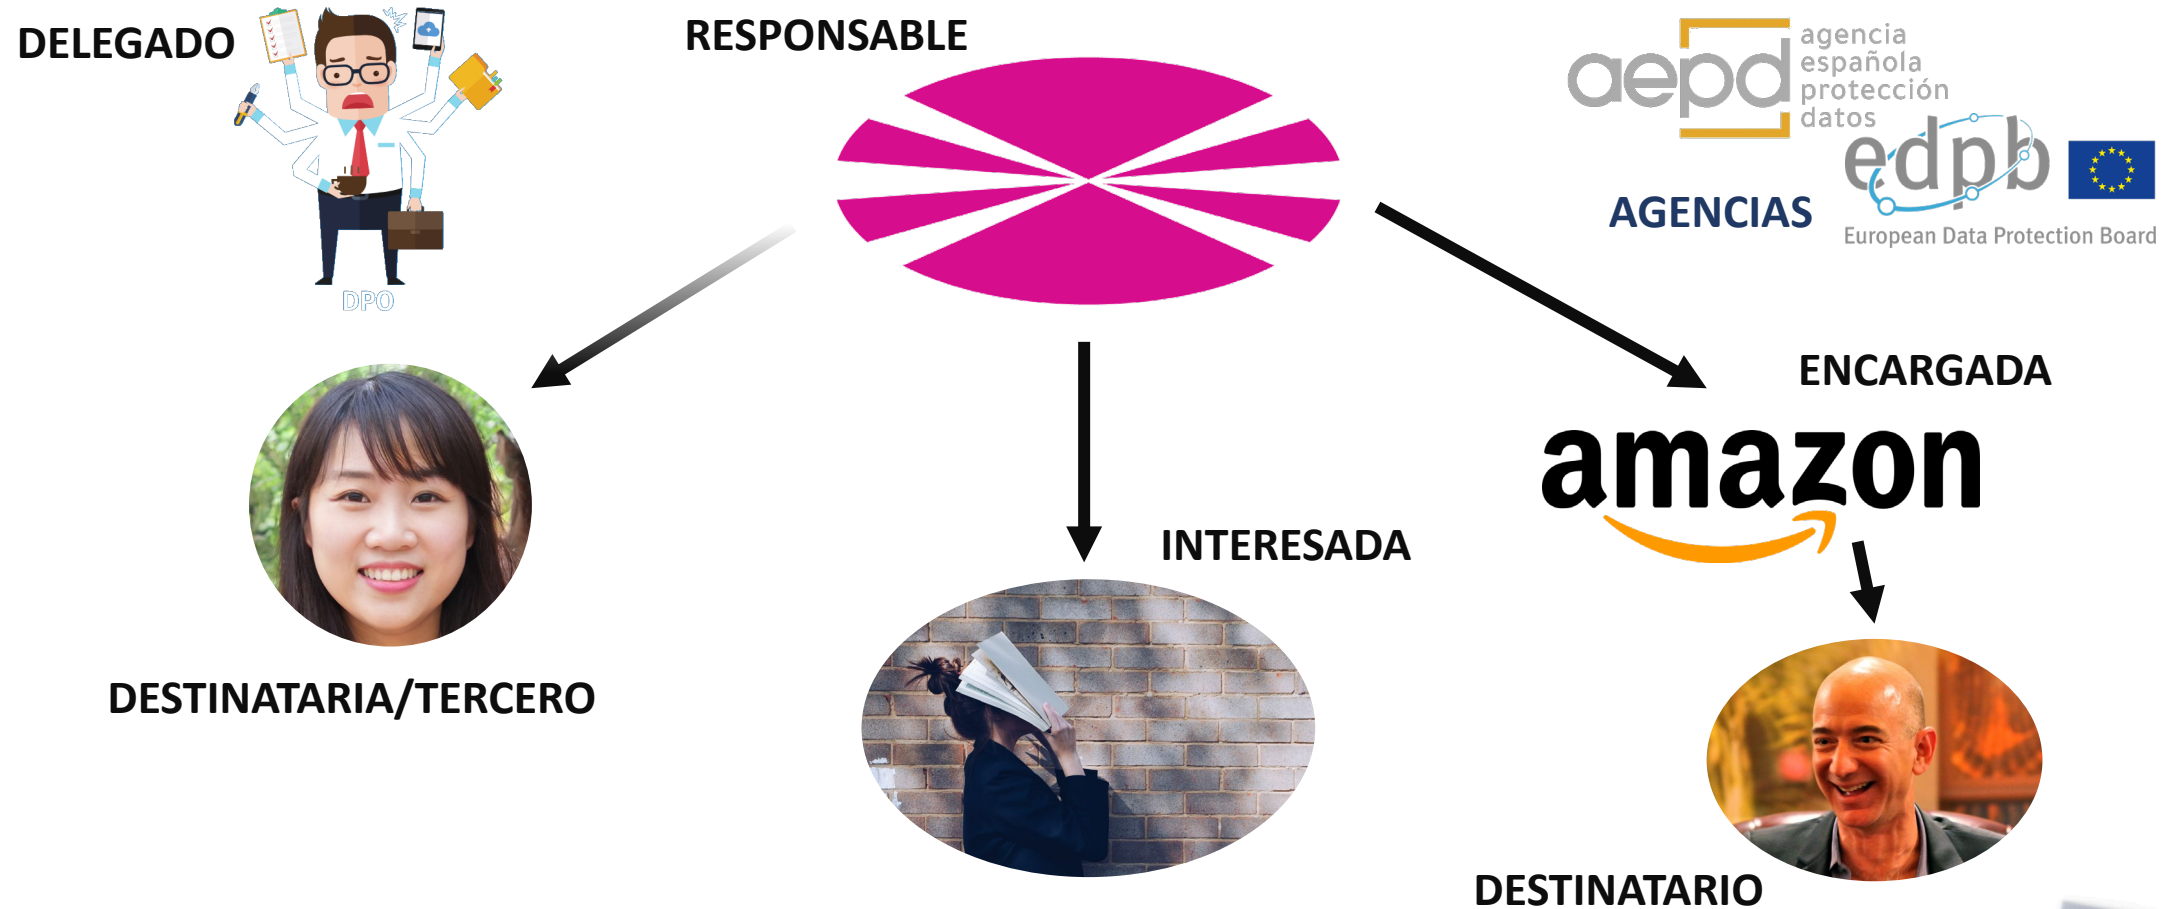 DELEGADO
RESPONSABLE
aepd
agencia
española
protección
datos
edpb
AGENCIAS
European Data Protection Board
DPO
ENCARGADA
amazon
INTERESADA
DESTINATARIA/TERCERO
DESTINATARIO